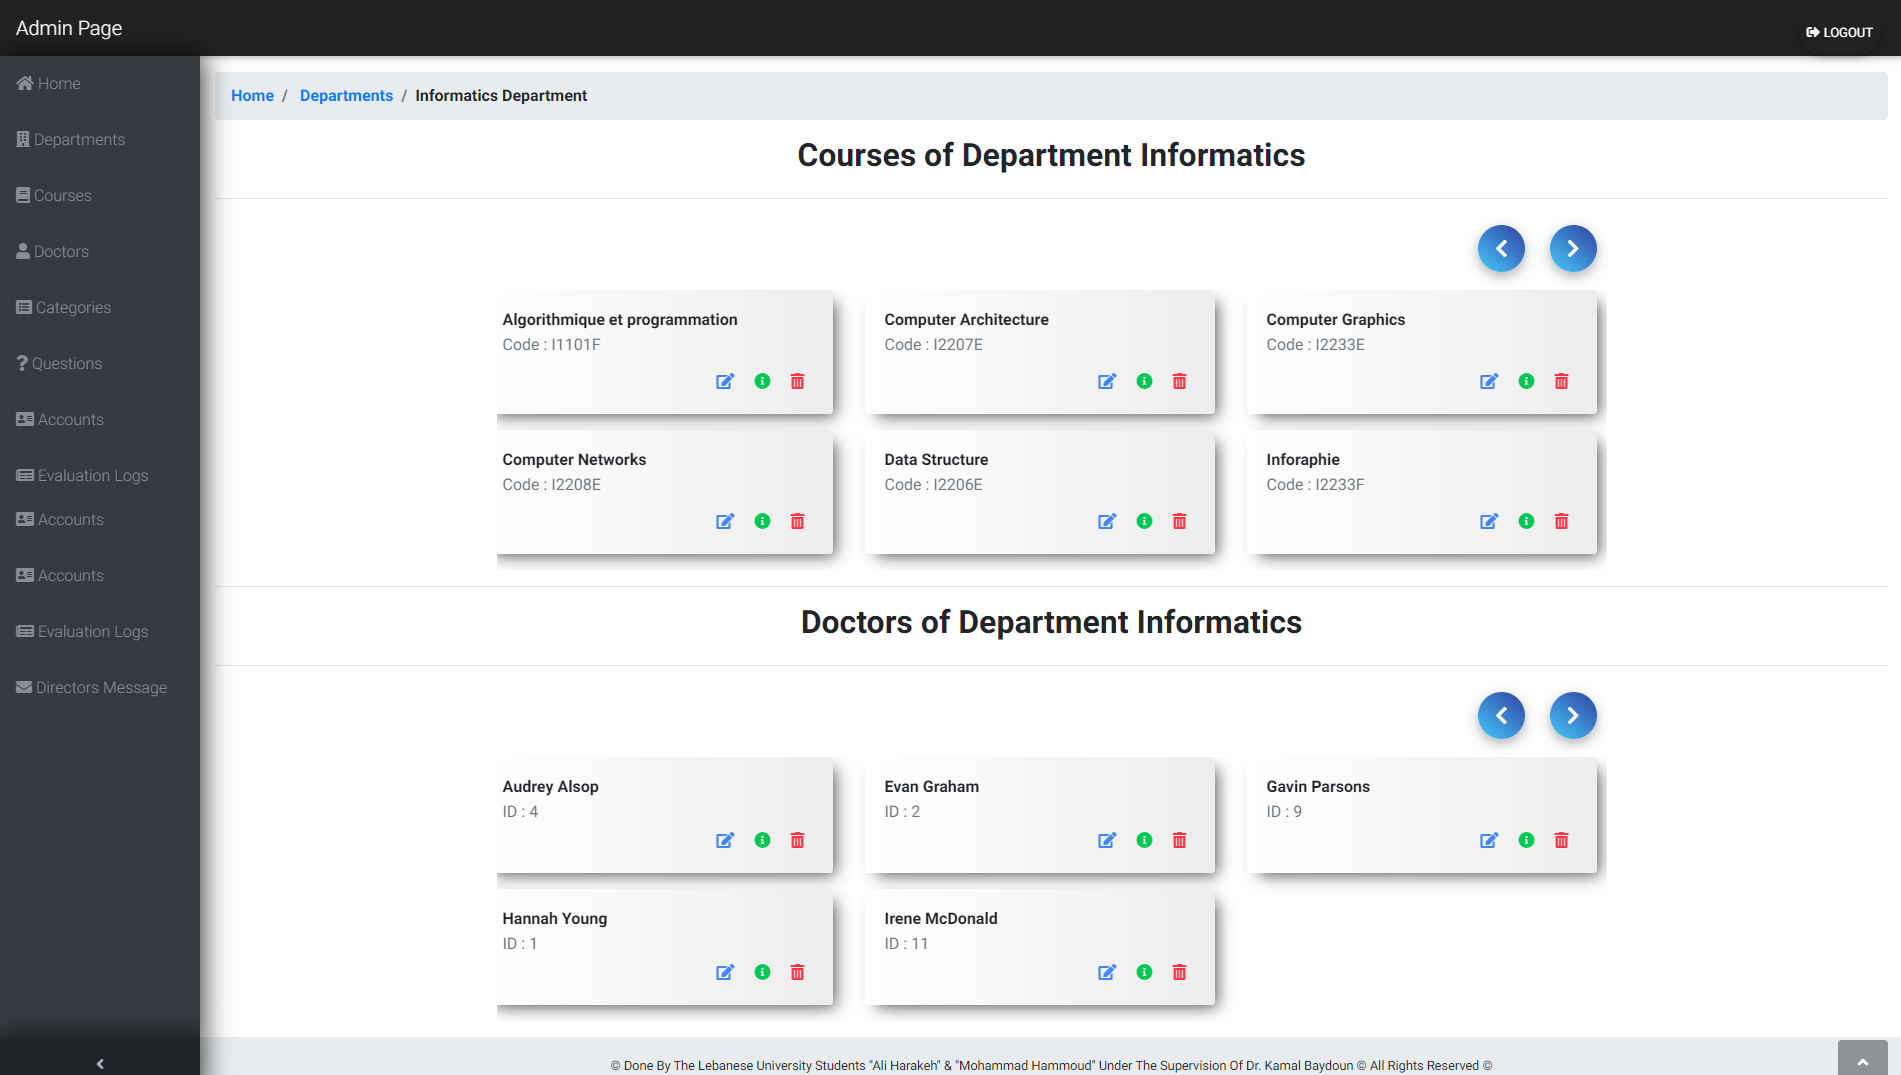 Admin Page
LOGOUT
Home
Departments
Courses
Doctors
Categories
Questions
Accounts
Evaluation Logs
Accounts
Accounts
Evaluation Logs
Directors Message
Home / Departments / Informatics Department
Courses of Department Informatics
Algorithmique et programmation
Code : I1101F
Computer Architecture
Code : I2207E
Computer Graphics
Code : I2233E
Computer Networks
Code : I2208E
Data Structure
Code : I2206E
Inforaphie
Code : I2233F
Doctors of Department Informatics
Audrey Alsop
ID : 4
Evan Graham
ID : 2
Gavin Parsons
ID : 9
Hannah Young
ID : 1
Irene McDonald
ID : 11
© Done By The Lebanese University Students "Ali Harakeh" & "Mohammad Hammoud" Under The Supervision Of Dr. Kamal Baydoun © All Rights Reserved ©